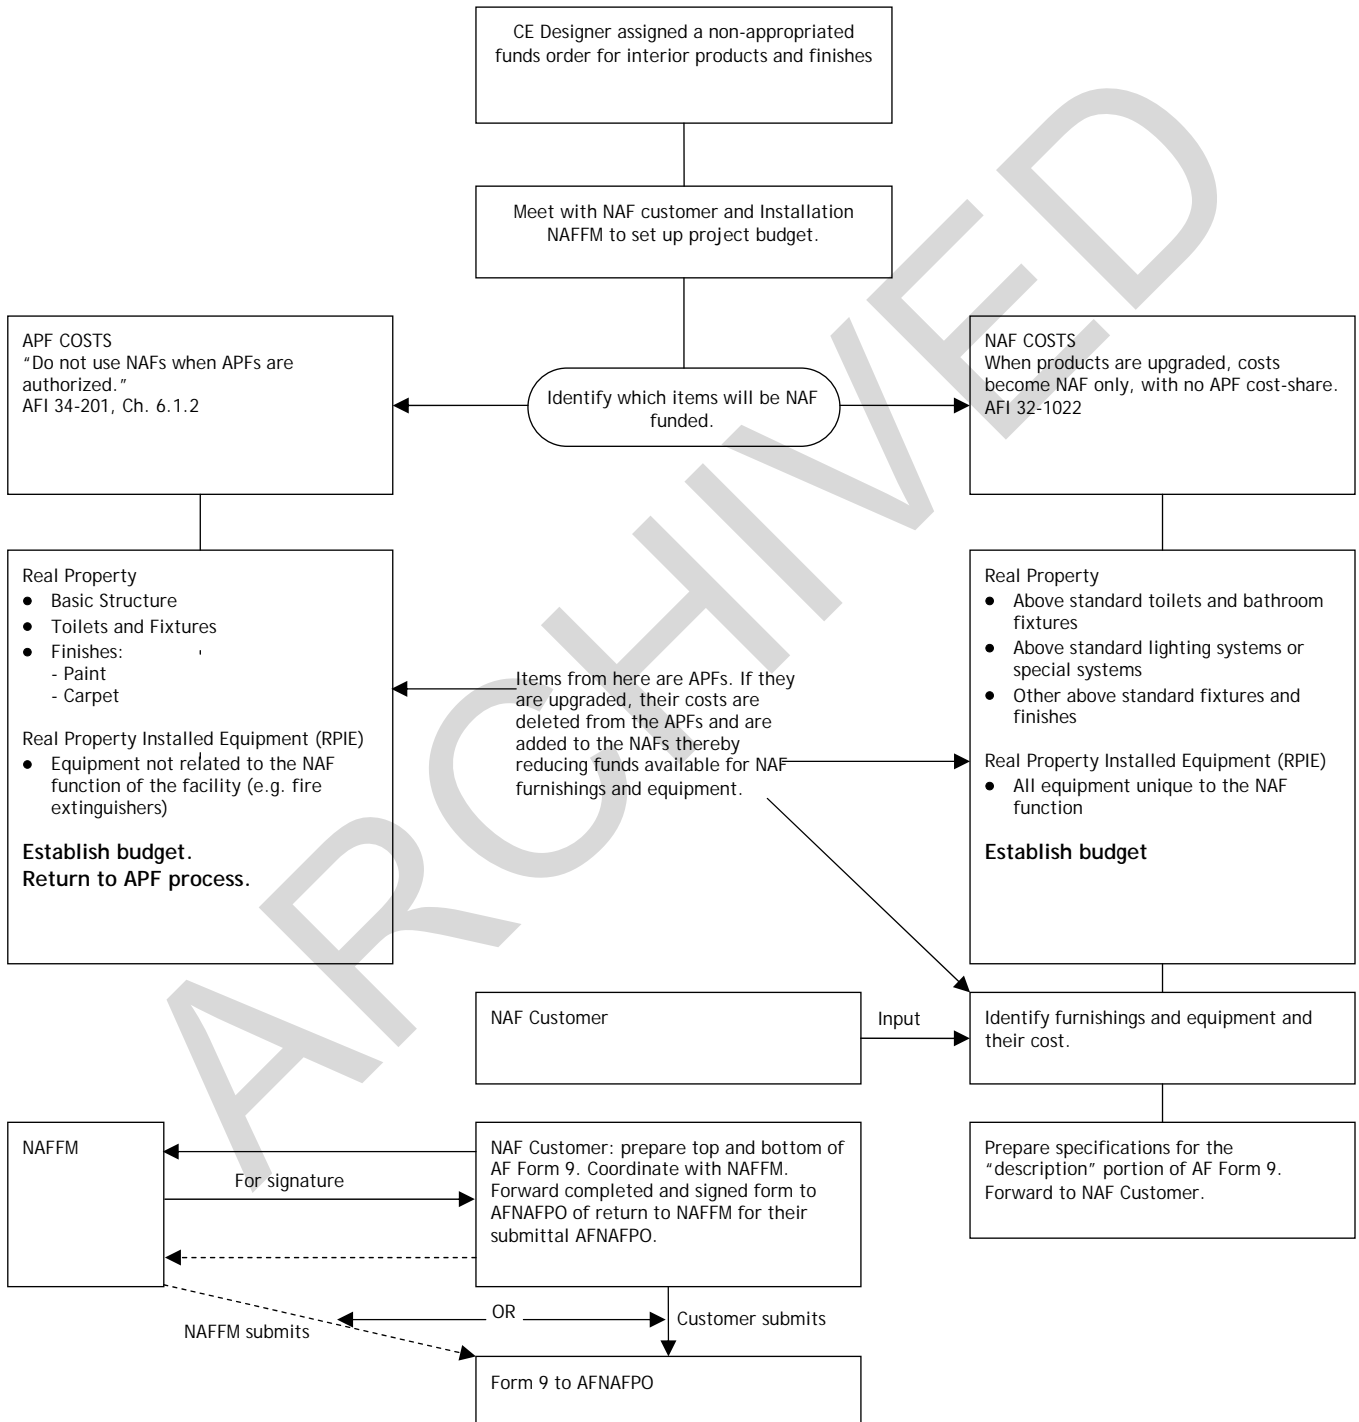 CE Designer assigned a non-appropriated
funds order for interior products and finishes
Meet with NAF customer and Installation
NAFFM to set up project budget.
APF COSTS
"Do not use NAFs when APFs are
authorized."
AFI 34-201, Ch. 6.1.2
Identify which items will be NAF
funded.
NAF COSTS
When products are upgraded, costs
become NAF only, with no APF cost-share.
AFI 32-1022
Real Property
● Basic Structure
● Toilets and Fixtures
● Finishes:
- Paint
- Carpet
Real Property Installed Equipment (RPIE)
● Equipment not related to the NAF
function of the facility (e.g. fire
extinguishers)
Establish budget.
Return to APF process.
Items from here are APFs. If they
are upgraded, their costs are
deleted from the APFs and are
added to the NAFs thereby
reducing funds available for NAF
furnishings and equipment.
Real Property
● Above standard toilets and bathroom
fixtures
● Above standard lighting systems or
special systems
● Other above standard fixtures and
finishes
Real Property Installed Equipment (RPIE)
● All equipment unique to the NAF
function
Establish budget
NAF Customer
Input
Identify furnishings and equipment and
their cost.
NAFFM
For signature
NAF Customer: prepare top and bottom of
AF Form 9. Coordinate with NAFFM.
Forward completed and signed form to
AFNAFPO of return to NAFFM for their
submittal AFNAFPO.
Prepare specifications for the
"description" portion of AF Form 9.
Forward to NAF Customer.
NAFFM submits
OR
Customer submits
Form 9 to AFNAFPO
ARCHIVED